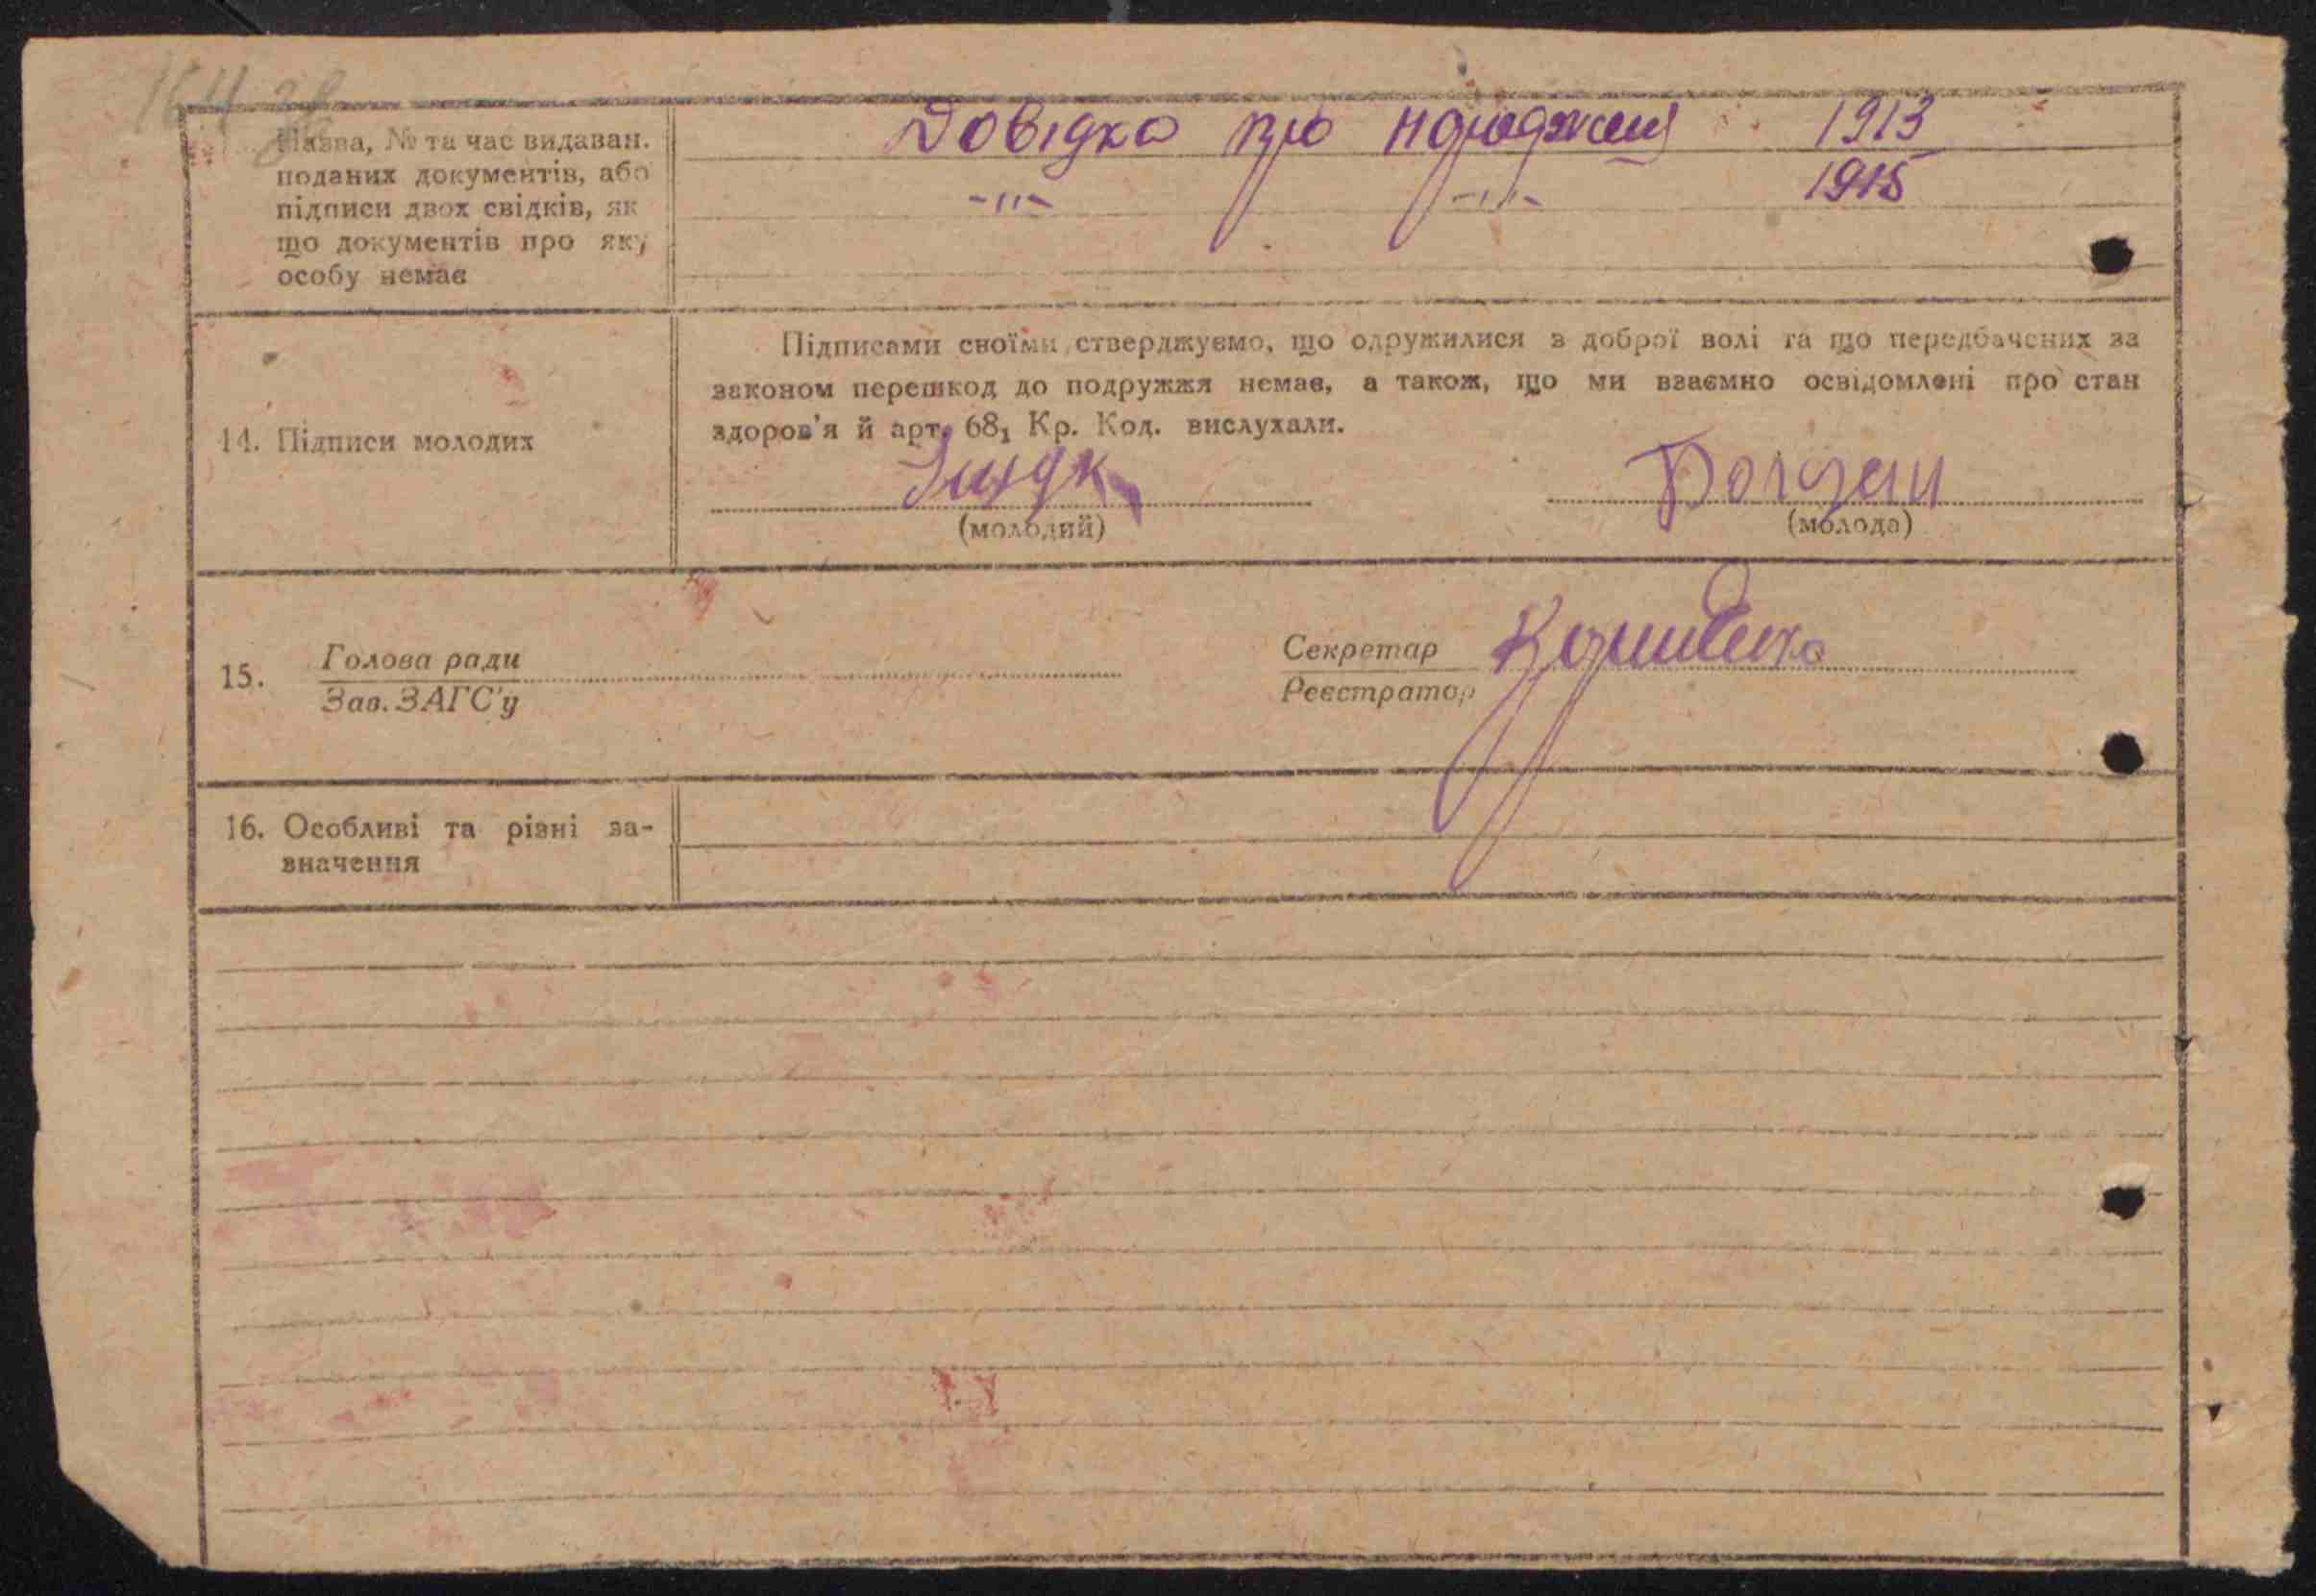 164
Назва, № та час видаван. Довідка про народження 1913
поданих документів, або -"- -"- 1915
підписи двох свідків, як
що документів про яку
особу немає
14. Підписи молодих
Підписами своїми стверджуємо, що одружилися з доброї волі та що передбачених за
законом перешкод до подружжя немає, а також, що ми взаємно освідомлені про стан
здоров'я й арт. 68₁ Кр. Код. вислухали.
(молодий) (молода)
15. Голова ради Секретар
Зав. ЗАГС'у Реєстратор
16. Особливі та різні за-
значення